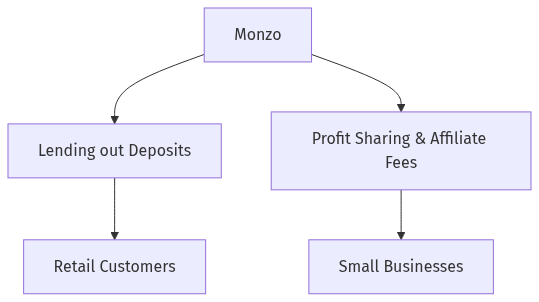 Monzo
Lending out Deposits
Profit Sharing & Affiliate
Fees
Retail Customers
Small Businesses